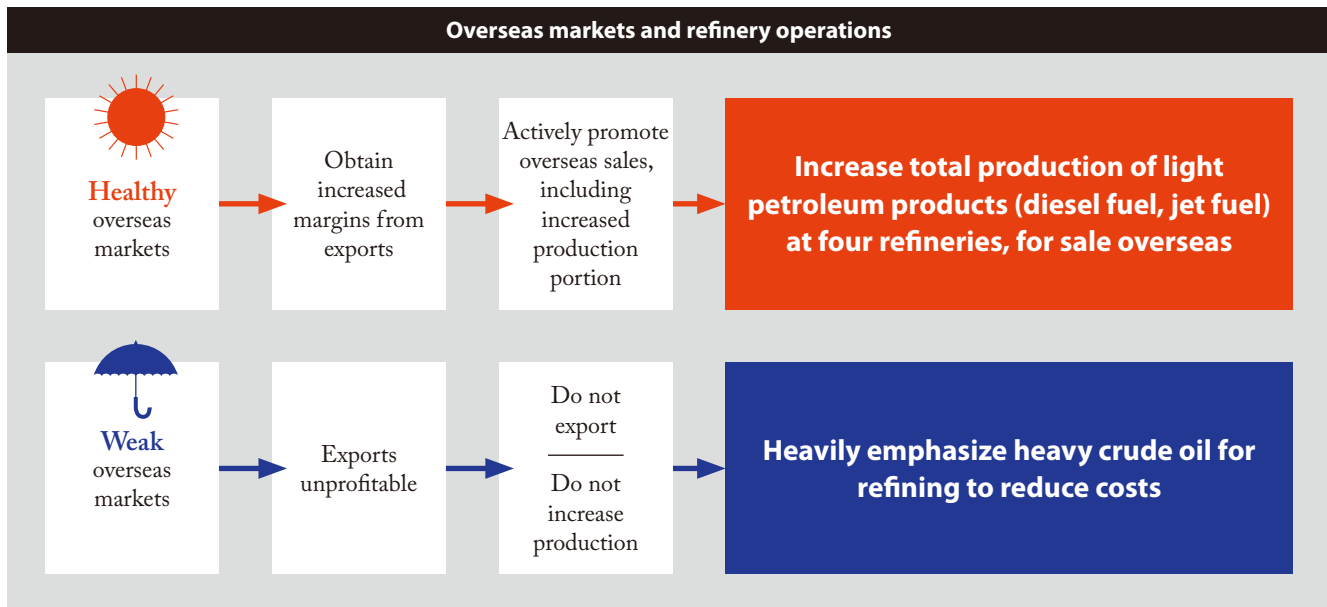 Overseas markets and refinery operations
Healthy
overseas
markets
Obtain
increased
margins from
exports
Actively promote
overseas sales,
including
increased
production
portion
Increase total production of light
petroleum products (diesel fuel, jet fuel)
at four refineries, for sale overseas
Weak
overseas
markets
Exports
unprofitable
Do not
export
Do not
increase
production
Heavily emphasize heavy crude oil for
refining to reduce costs